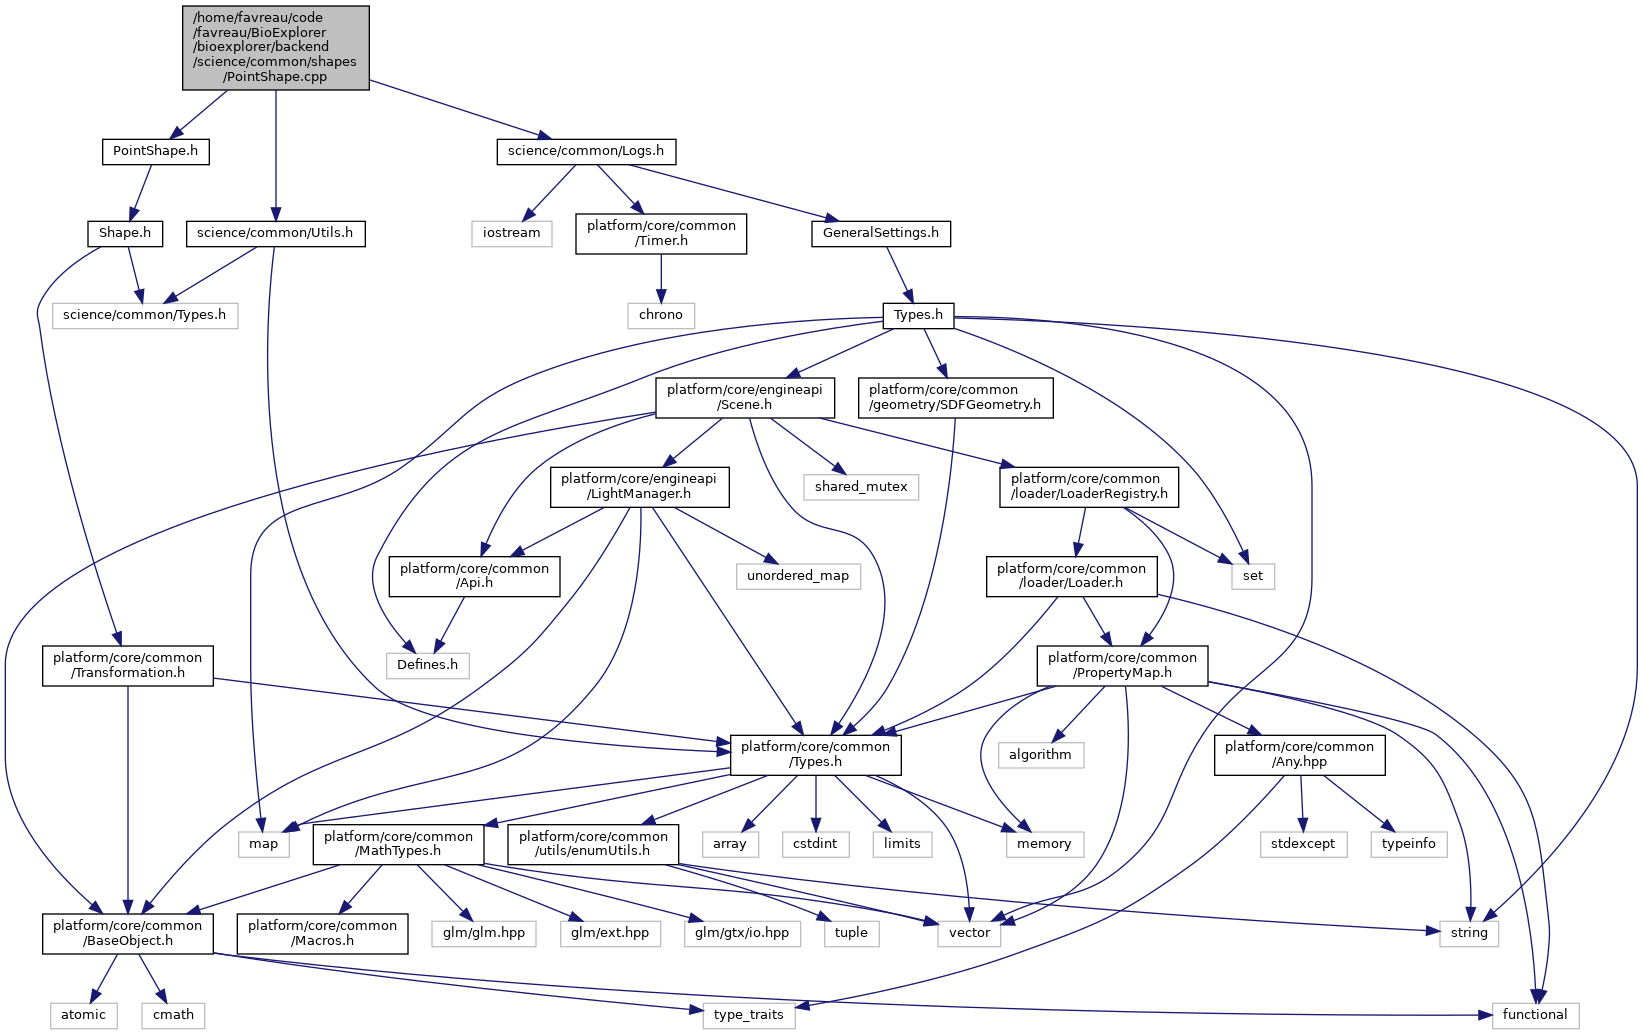 /home/favreau/code
/favreau/BioExplorer
/bioexplorer/backend
/science/common/shapes
/PointShape.cpp
PointShape.h
science/common/Logs.h
Shape.h
science/common/Utils.h
iostream
platform/core/common
/Timer.h
GeneralSettings.h
science/common/Types.h
chrono
Types.h
platform/core/engineapi
/Scene.h
platform/core/common
/geometry/SDFGeometry.h
platform/core/engineapi
/LightManager.h
shared_mutex
platform/core/common
/loader/LoaderRegistry.h
platform/core/common
/Api.h
unordered_map
platform/core/common
/loader/Loader.h
set
platform/core/common
/Transformation.h
Defines.h
platform/core/common
/PropertyMap.h
platform/core/common
/Types.h
algorithm
platform/core/common
/Any.hpp
map
platform/core/common
/MathTypes.h
platform/core/common
/utils/enumUtils.h
array
cstdint
limits
memory
stdexcept
typeinfo
platform/core/common
/BaseObject.h
platform/core/common
/Macros.h
glm/glm.hpp
glm/ext.hpp
glm/gtx/io.hpp
tuple
vector
string
atomic
cmath
type_traits
functional